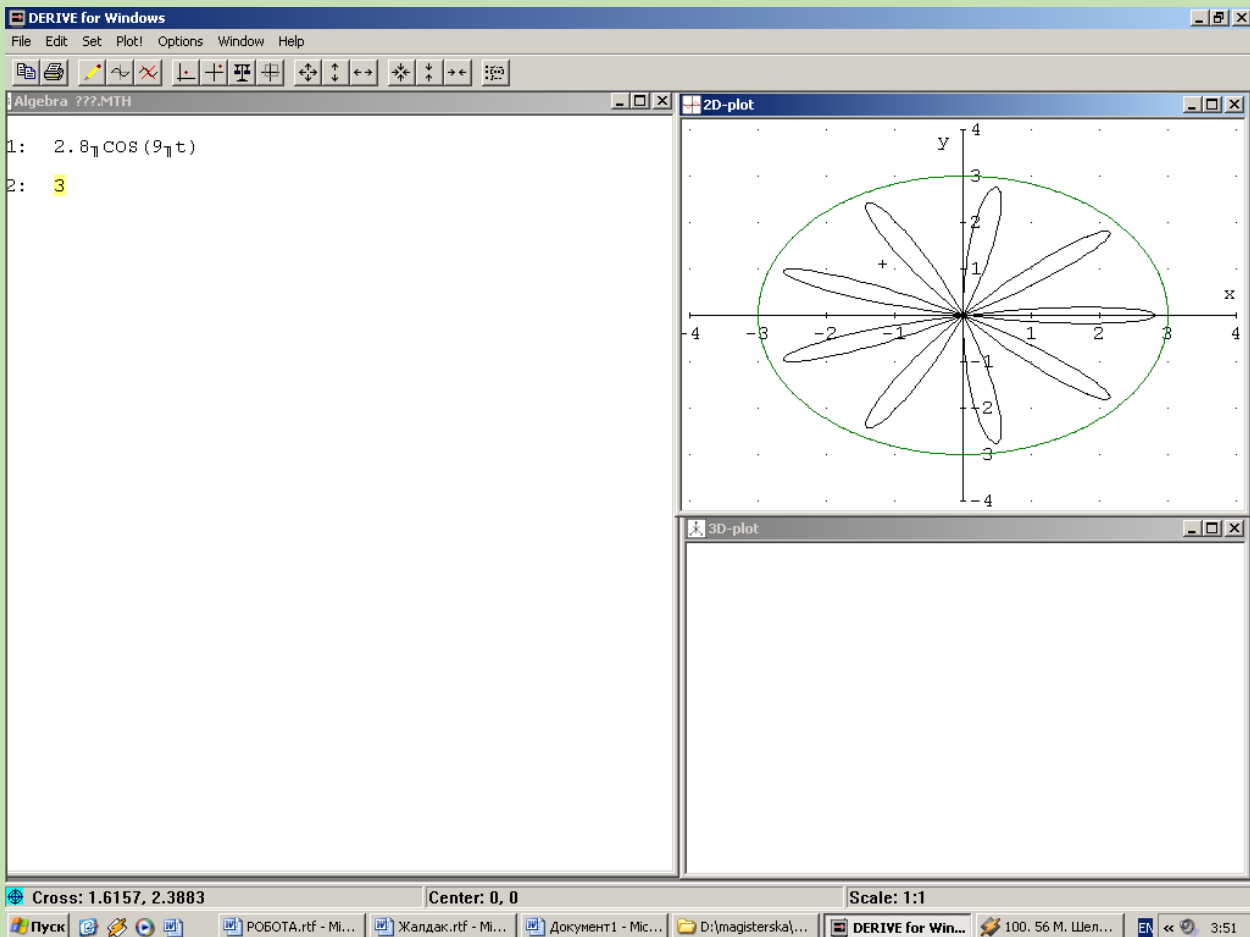 DERIVE for Windows
File Edit Set Plot! Options Window Help
Algebra ???.MTH
1: 2.8╖COS(9╖t)
2: 3
2D-plot
y
4
3
2
1
x
-4 -3 -2 -1 1 2 3 4
-1
-2
-3
-4
3D-plot
Cross: 1.6157, 2.3883 Center: 0, 0 Scale: 1:1
Пуск РОБОТА.rtf - Mi... Жалдак.rtf - Mi... Документ1 - Mic... D:\magisterska\... DERIVE for Win... 100. 56 М. Шел... EN « 3:51